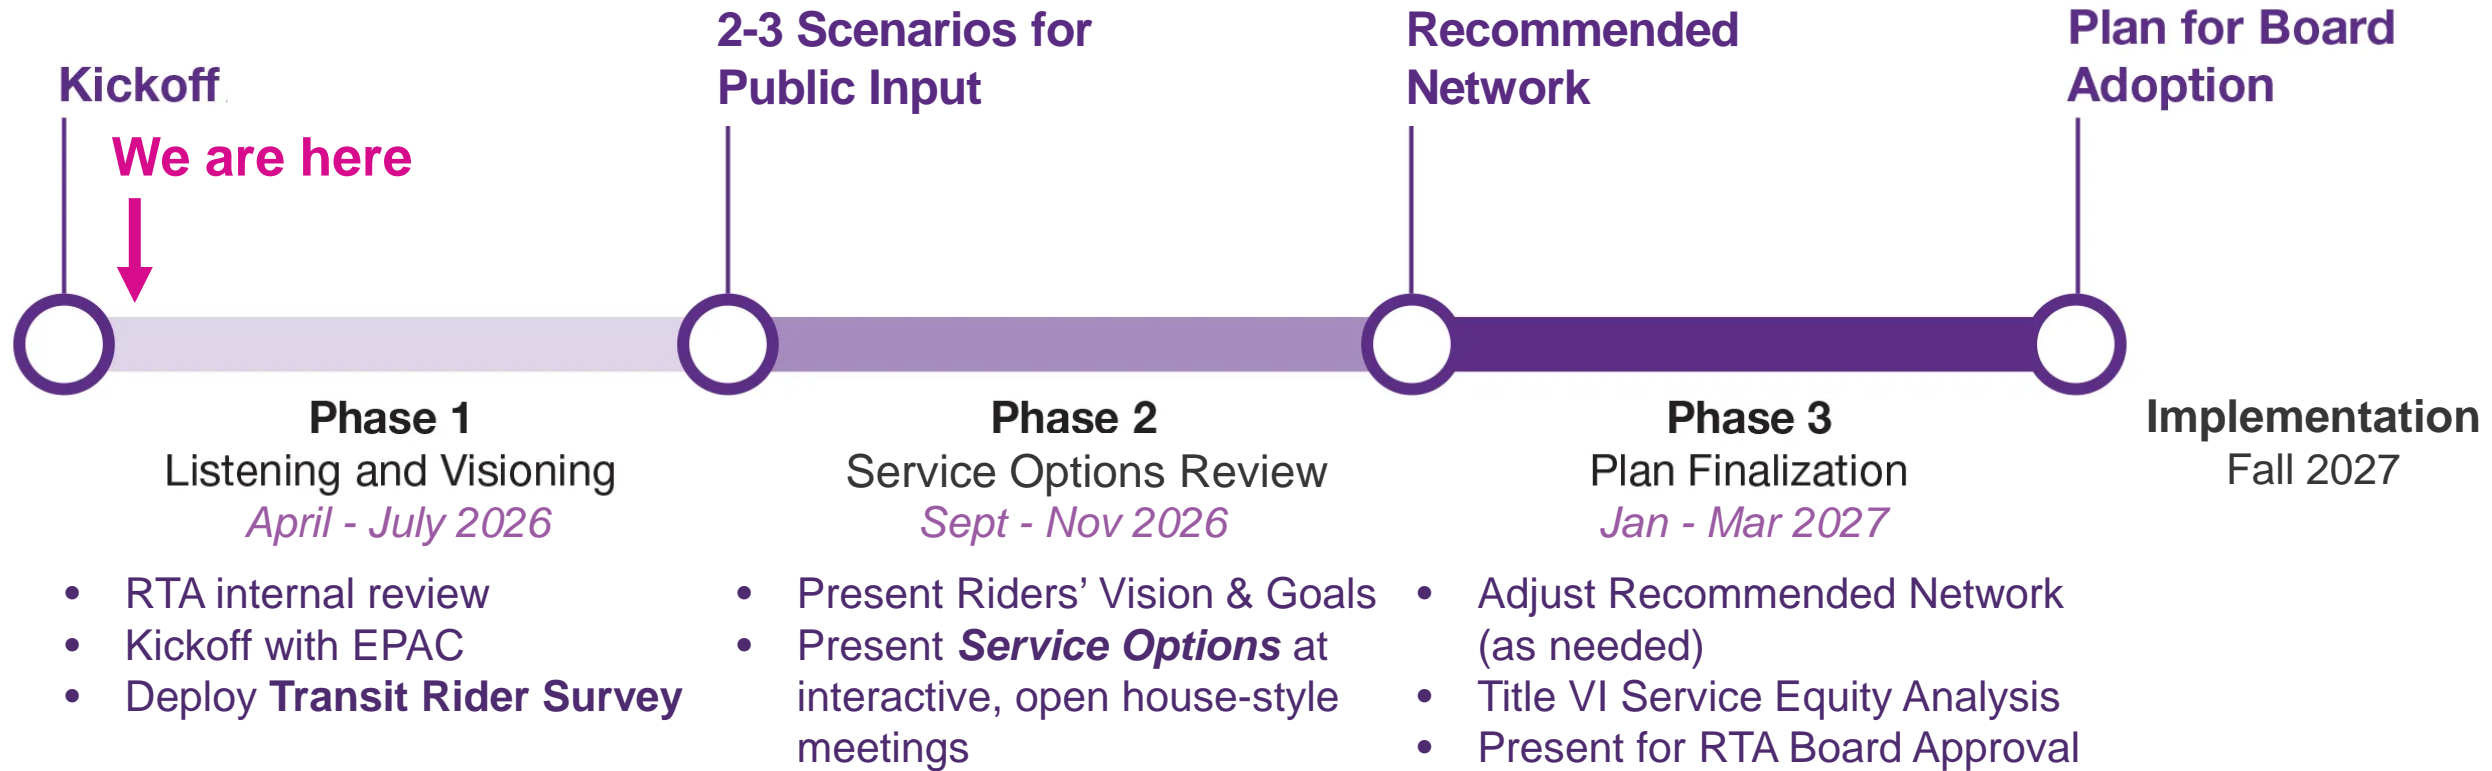 Kickoff
We are here
2-3 Scenarios for
Public Input
Recommended
Network
Plan for Board
Adoption
Phase 1
Listening and Visioning
April - July 2026
• RTA internal review
• Kickoff with EPAC
• Deploy Transit Rider Survey
Phase 2
Service Options Review
Sept - Nov 2026
• Present Riders’ Vision & Goals
• Present Service Options at
interactive, open house-style
meetings
Phase 3
Plan Finalization
Jan - Mar 2027
• Adjust Recommended Network
(as needed)
• Title VI Service Equity Analysis
• Present for RTA Board Approval
Implementation
Fall 2027